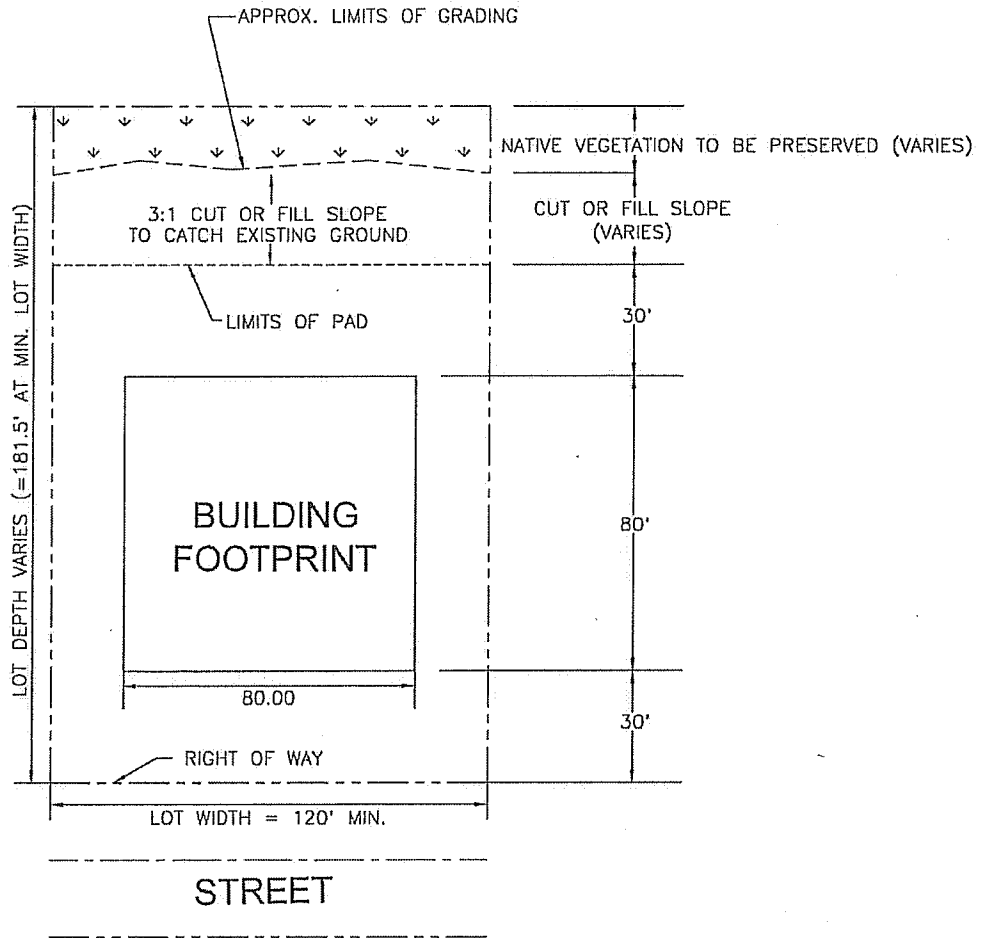 APPROX. LIMITS OF GRADING
NATIVE VEGETATION TO BE PRESERVED (VARIES)
3:1 CUT OR FILL SLOPE
TO CATCH EXISTING GROUND
CUT OR FILL SLOPE
(VARIES)
LIMITS OF PAD
30'
LOT DEPTH VARIES (=181.5' AT MIN. LOT WIDTH)
BUILDING
FOOTPRINT
80'
80.00
30'
RIGHT OF WAY
LOT WIDTH = 120' MIN.
STREET